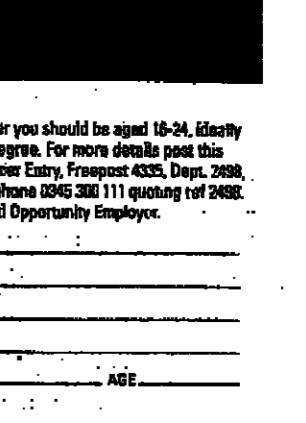 r you should be aged 18-24, ideally
egree. For more details post this
cer Entry, Freepost 4335, Dept. 2498,
hone 0345 300 111 quoting ref 2498.
l Opportunity Employer.
AGE